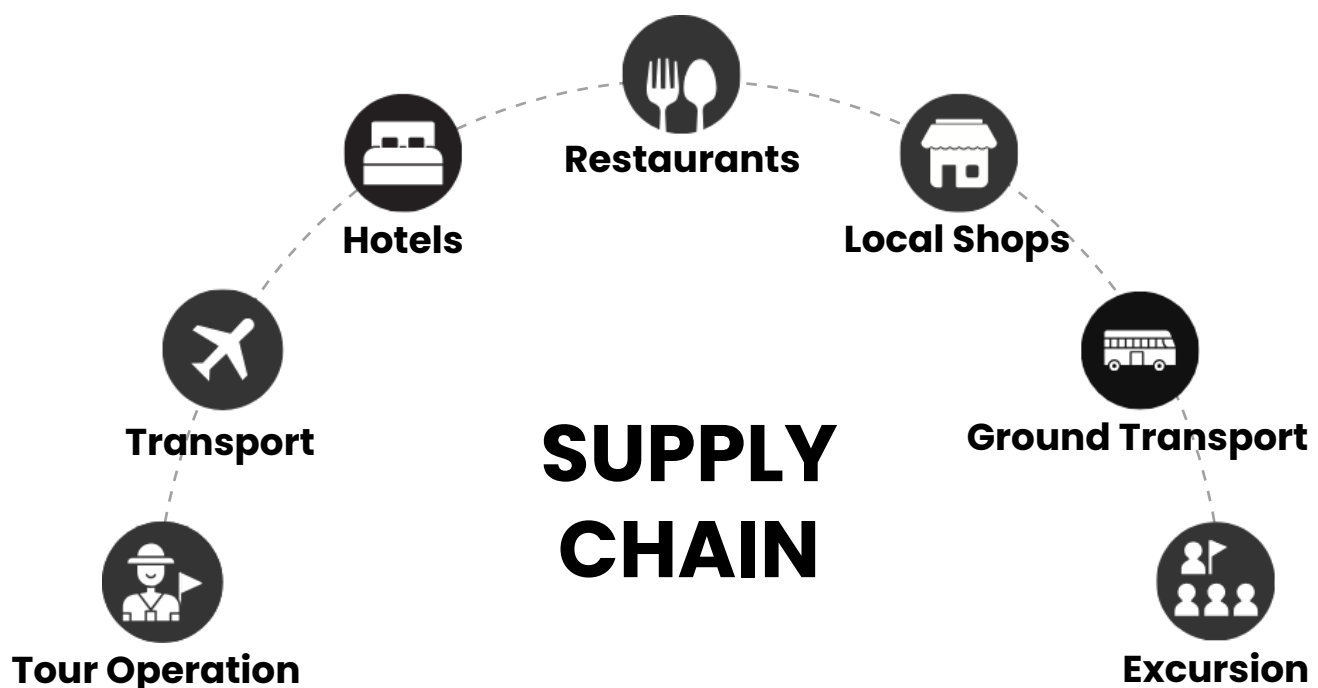 Restaurants
Hotels
Local Shops
Transport
Ground Transport
SUPPLY
CHAIN
Tour Operation
Excursion